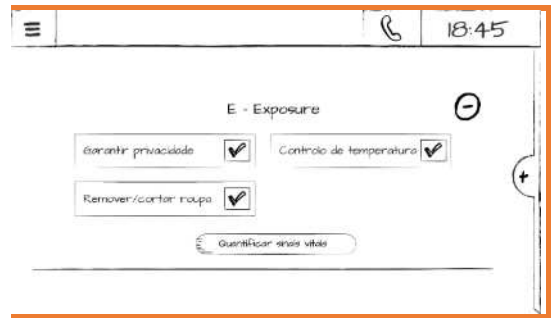 18:45
E - Exposure
Garantir privacidade
Controlo de temperatura
Remover/cortar roupa
Quantificar sinais vitais